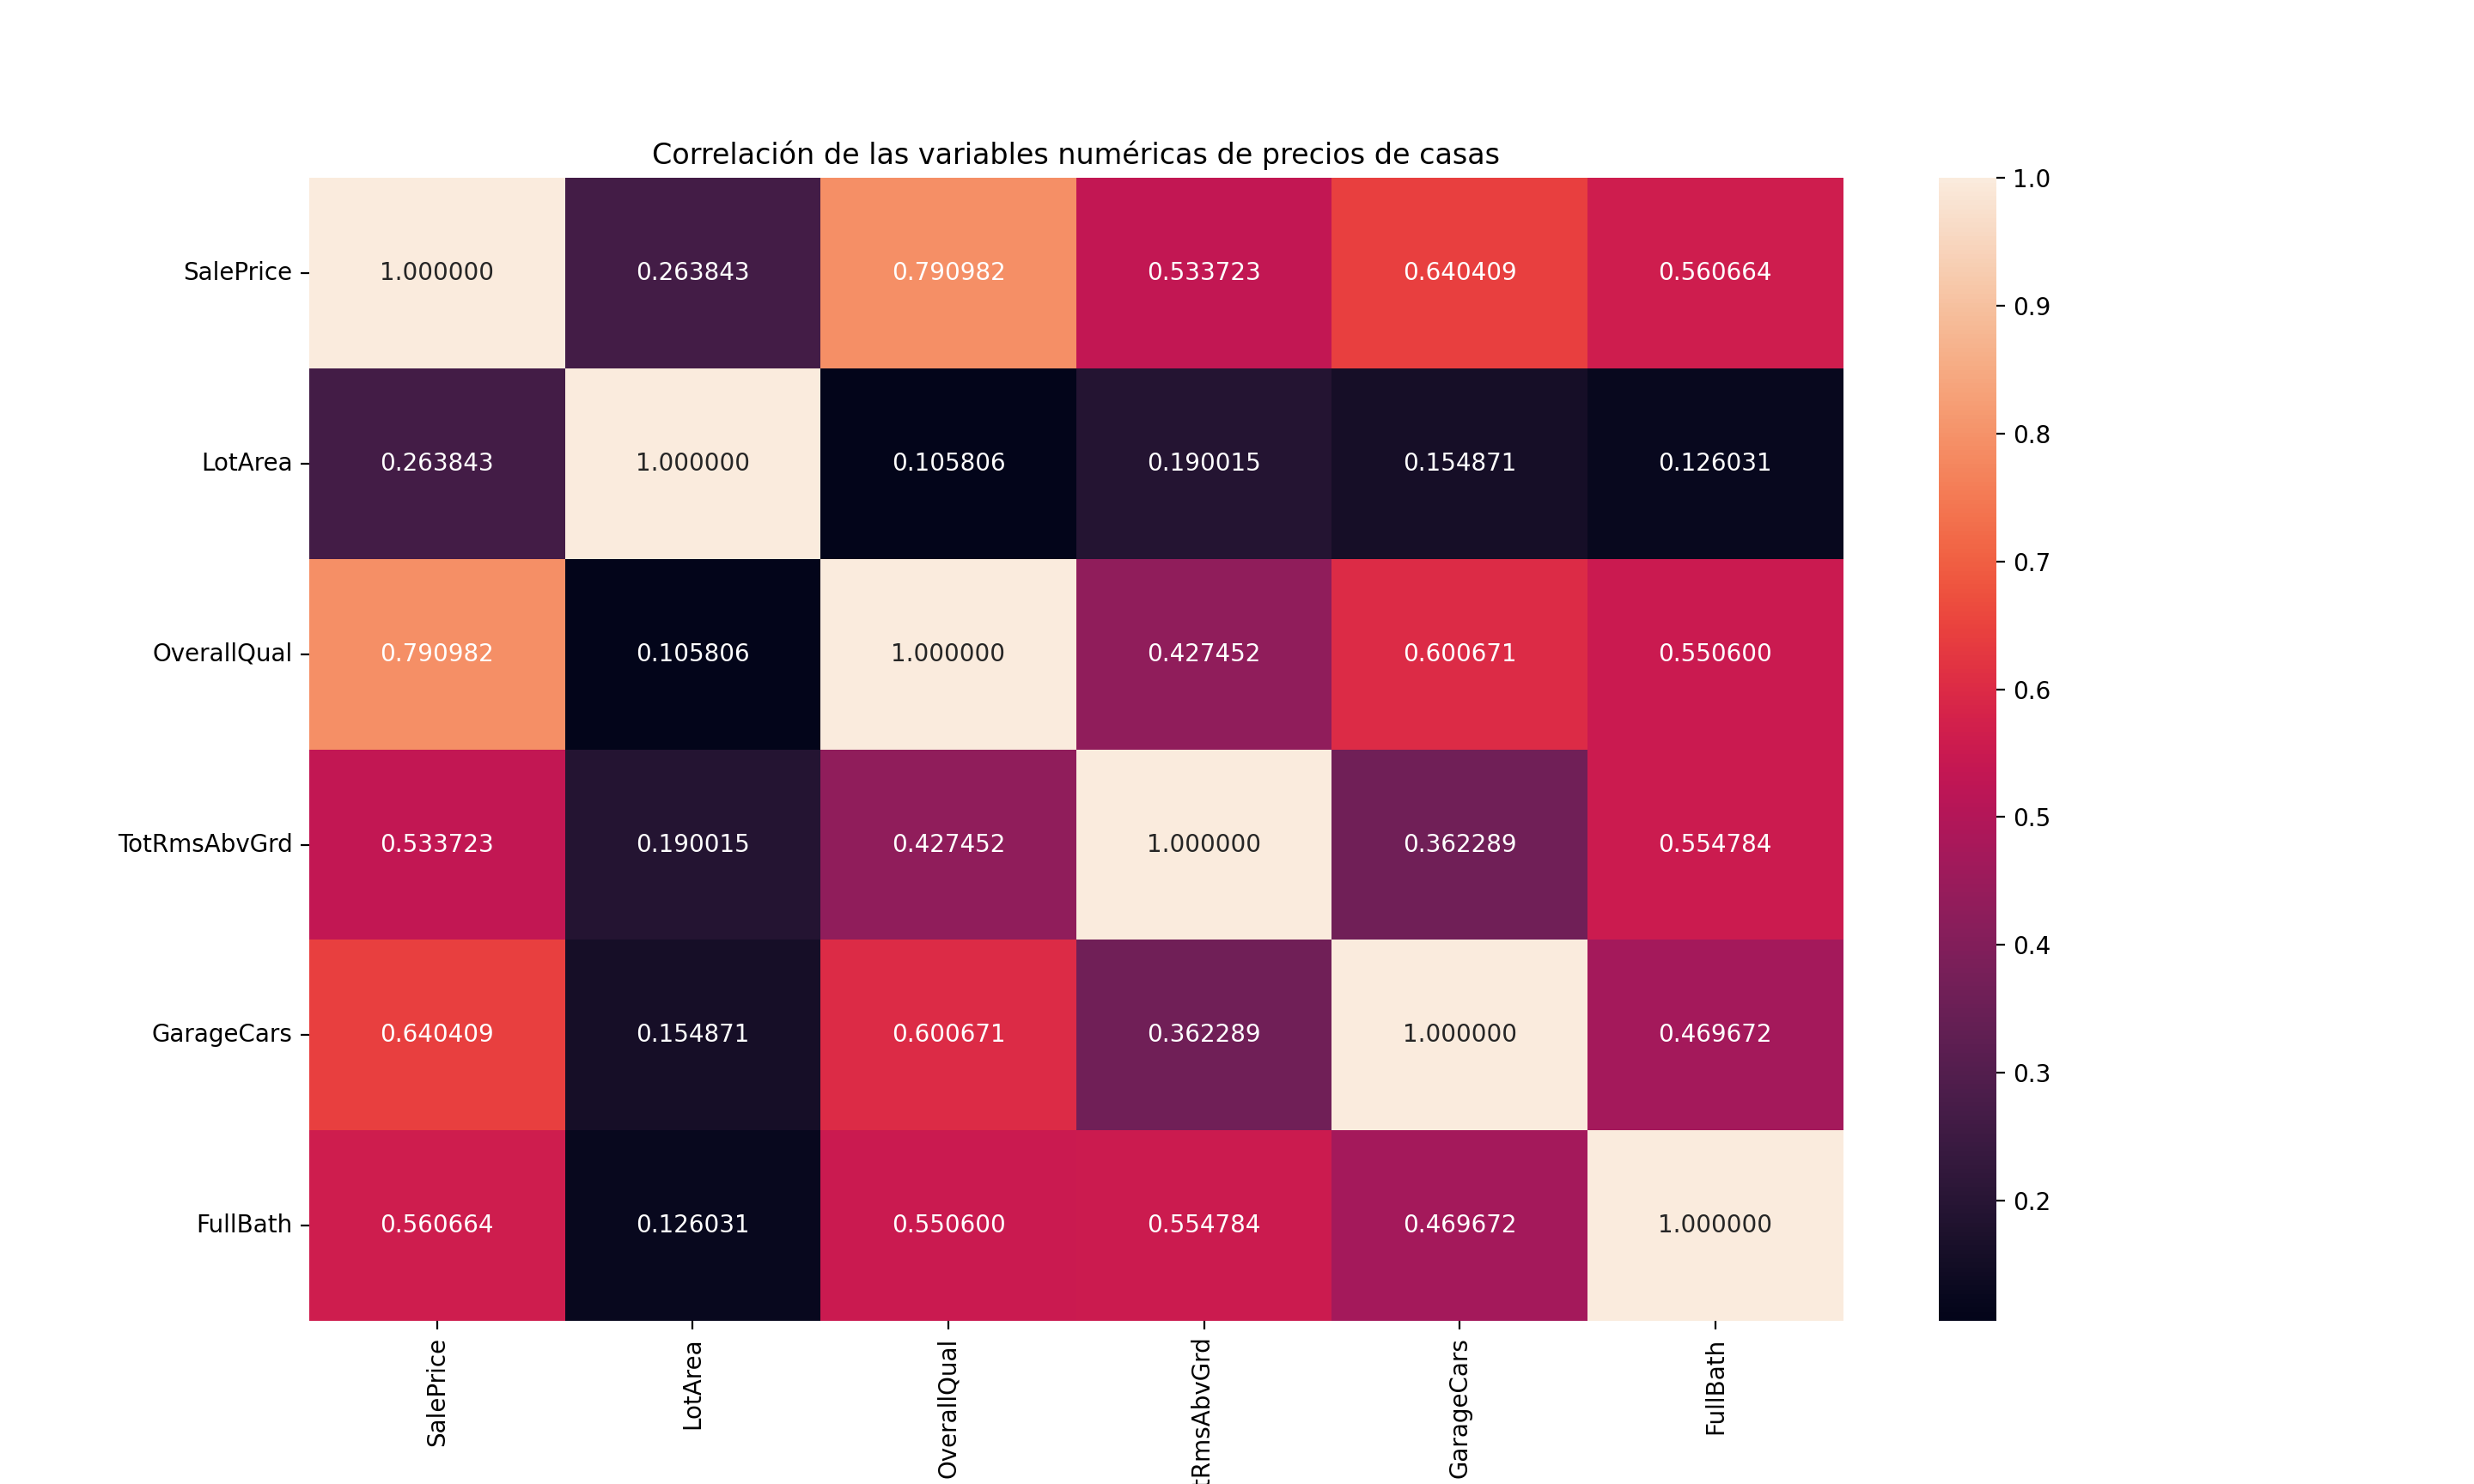 Correlación de las variables numéricas de precios de casas
SalePrice 1.000000 0.263843 0.790982 0.533723 0.640409 0.560664
LotArea 0.263843 1.000000 0.105806 0.190015 0.154871 0.126031
OverallQual 0.790982 0.105806 1.000000 0.427452 0.600671 0.550600
TotRmsAbvGrd 0.533723 0.190015 0.427452 1.000000 0.362289 0.554784
GarageCars 0.640409 0.154871 0.600671 0.362289 1.000000 0.469672
FullBath 0.560664 0.126031 0.550600 0.554784 0.469672 1.000000
SalePrice
LotArea
OverallQual
tRmsAbvGrd
GarageCars
FullBath
1.0
0.9
0.8
0.7
0.6
0.5
0.4
0.3
0.2